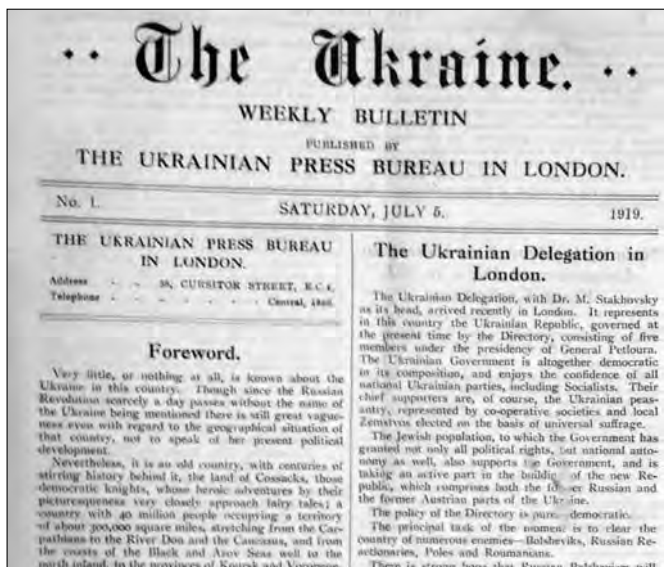 The Ukraine.
WEEKLY BULLETIN
PUBLISHED BY
THE UKRAINIAN PRESS BUREAU IN LONDON.
No. 1.
SATURDAY, JULY 5.
1919.
THE UKRAINIAN PRESS BUREAU
IN LONDON.
Address - - 38, CURSITOR STREET, E.C 4.
Telephone - - - - - - Central,
Foreword.
Very little, or nothing at all, is known about the
Ukraine in this country. Though since the Russian
Revolution scarcely a day passes without the name of
the Ukraine being mentioned there is still great vague-
ness even with regard to the geographical situation of
that country, not to speak of her present political
development.
Nevertheless, it is an old country, with centuries of
stirring history behind it, the land of Cossacks, those
democratic knights, whose heroic adventures by their
picturesqueness very closely approach fairy tales; a
country with 40 million people occupying a territory
of about 300,000 square miles, stretching from the Car-
pathians to the River Don and the Caucasus, and from
the coasts of the Black and Azov Seas well to the
north inland, to the provinces of Koursk and
The Ukrainian Delegation in
London.
The Ukrainian Delegation, with Dr. M. Stakhovsky
as its head, arrived recently in London. It represents
in this country the Ukrainian Republic, governed at
the present time by the Directory, consisting of five
members under the presidency of General Petloura.
The Ukrainian Government is altogether democratic
in its composition, and enjoys the confidence of all
national Ukrainian parties, including Socialists. Their
chief supporters are, of course, the Ukrainian peas-
antry, represented by co-operative societies and local
Zemstvos elected on the basis of universal suffrage.
The Jewish population, to which the Government has
granted not only all political rights, but national auto-
nomy as well, also supports the Government, and is
taking an active part in the building of the new Re-
public, which comprises both the former Russian and
the former Austrian parts of the Ukraine.
The policy of the Directory is democratic.
The principal task of the moment is to clear the
country of numerous enemies—Bolsheviks, Russian Re-
actionaries, Poles and Roumanians.
There is strong hope that Russian Bolshevism will